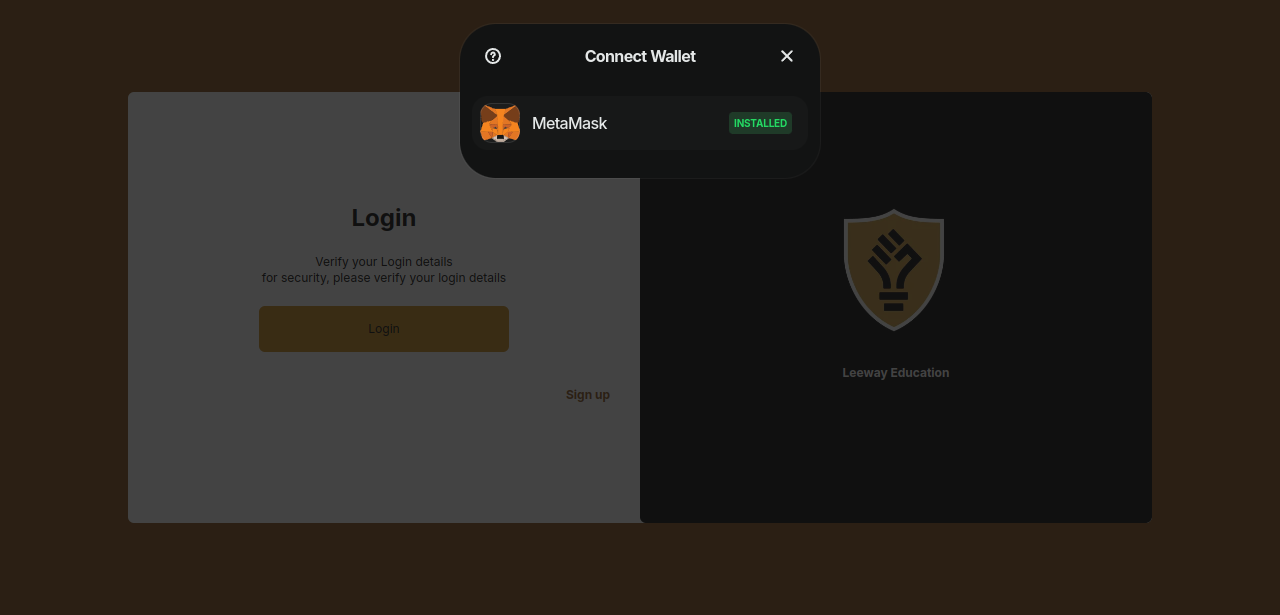 Connect Wallet
MetaMask
INSTALLED
Login
Verify your Login details
for security, please verify your login details
Login
Sign up
Leeway Education